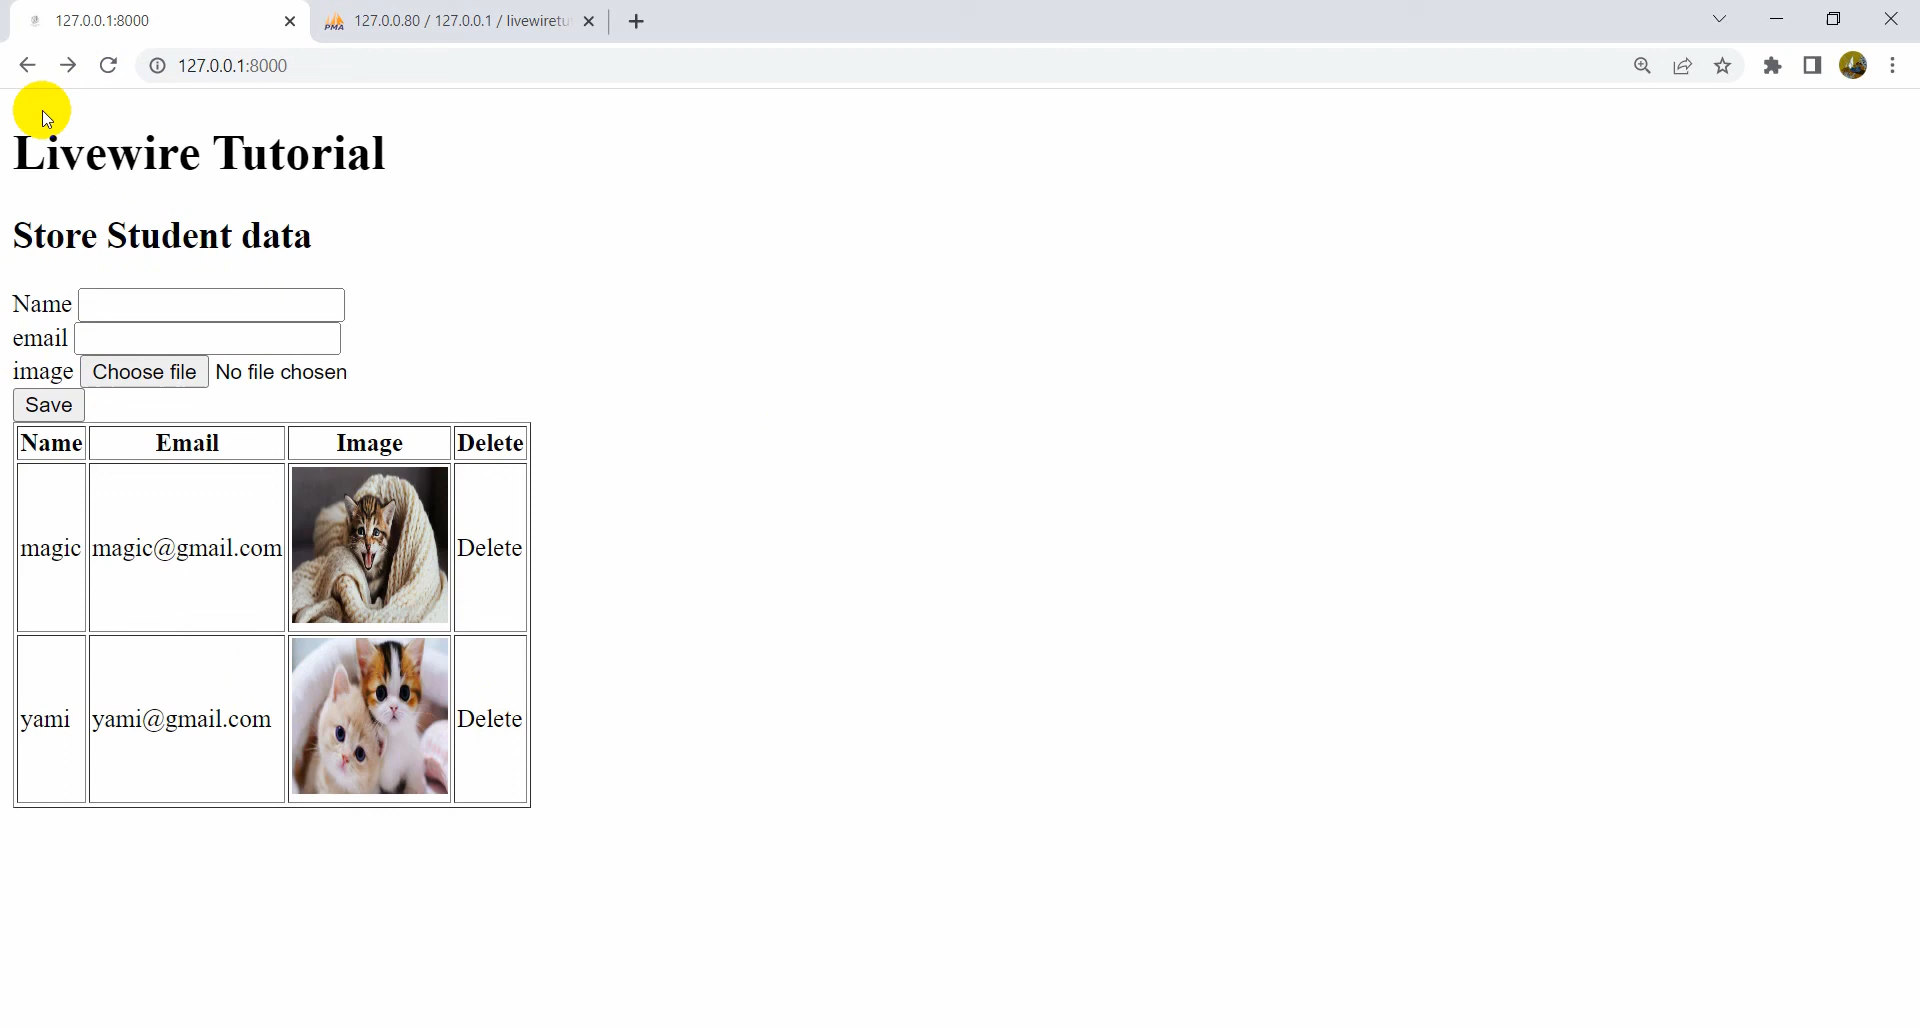 127.0.0.1:8000
PMA 127.0.0.80 / 127.0.0.1 / livewiretu
127.0.0.1:8000
Livewire Tutorial
Store Student data
Name
email
image Choose file No file chosen
Save
Name Email Image Delete
magic magic@gmail.com Delete
yami yami@gmail.com Delete